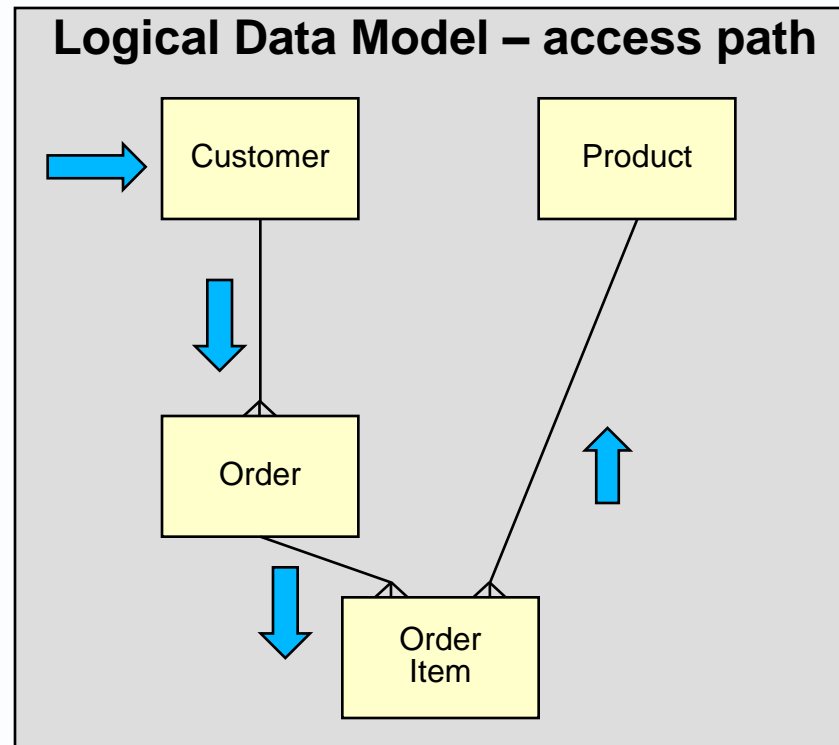 Logical Data Model – access path
Customer
Product
Order
Order
Item